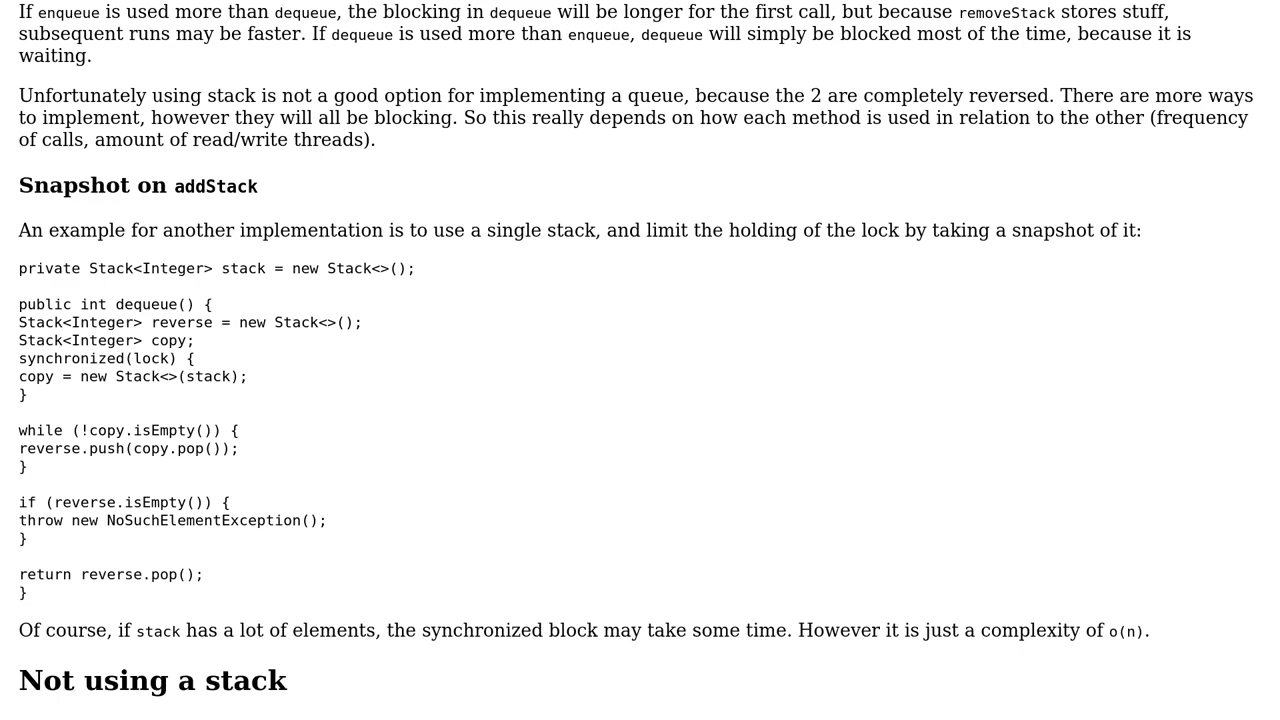 If enqueue is used more than dequeue, the blocking in dequeue will be longer for the first call, but because removeStack stores stuff,
subsequent runs may be faster. If dequeue is used more than enqueue, dequeue will simply be blocked most of the time, because it is
waiting.
Unfortunately using stack is not a good option for implementing a queue, because the 2 are completely reversed. There are more ways
to implement, however they will all be blocking. So this really depends on how each method is used in relation to the other (frequency
of calls, amount of read/write threads).
Snapshot on addStack
An example for another implementation is to use a single stack, and limit the holding of the lock by taking a snapshot of it:
private Stack<Integer> stack = new Stack<>();
public int dequeue() {
Stack<Integer> reverse = new Stack<>();
Stack<Integer> copy;
synchronized(lock) {
copy = new Stack<>(stack);
}
while (!copy.isEmpty()) {
reverse.push(copy.pop());
}
if (reverse.isEmpty()) {
throw new NoSuchElementException();
}
return reverse.pop();
}
Of course, if stack has a lot of elements, the synchronized block may take some time. However it is just a complexity of o(n).
Not using a stack